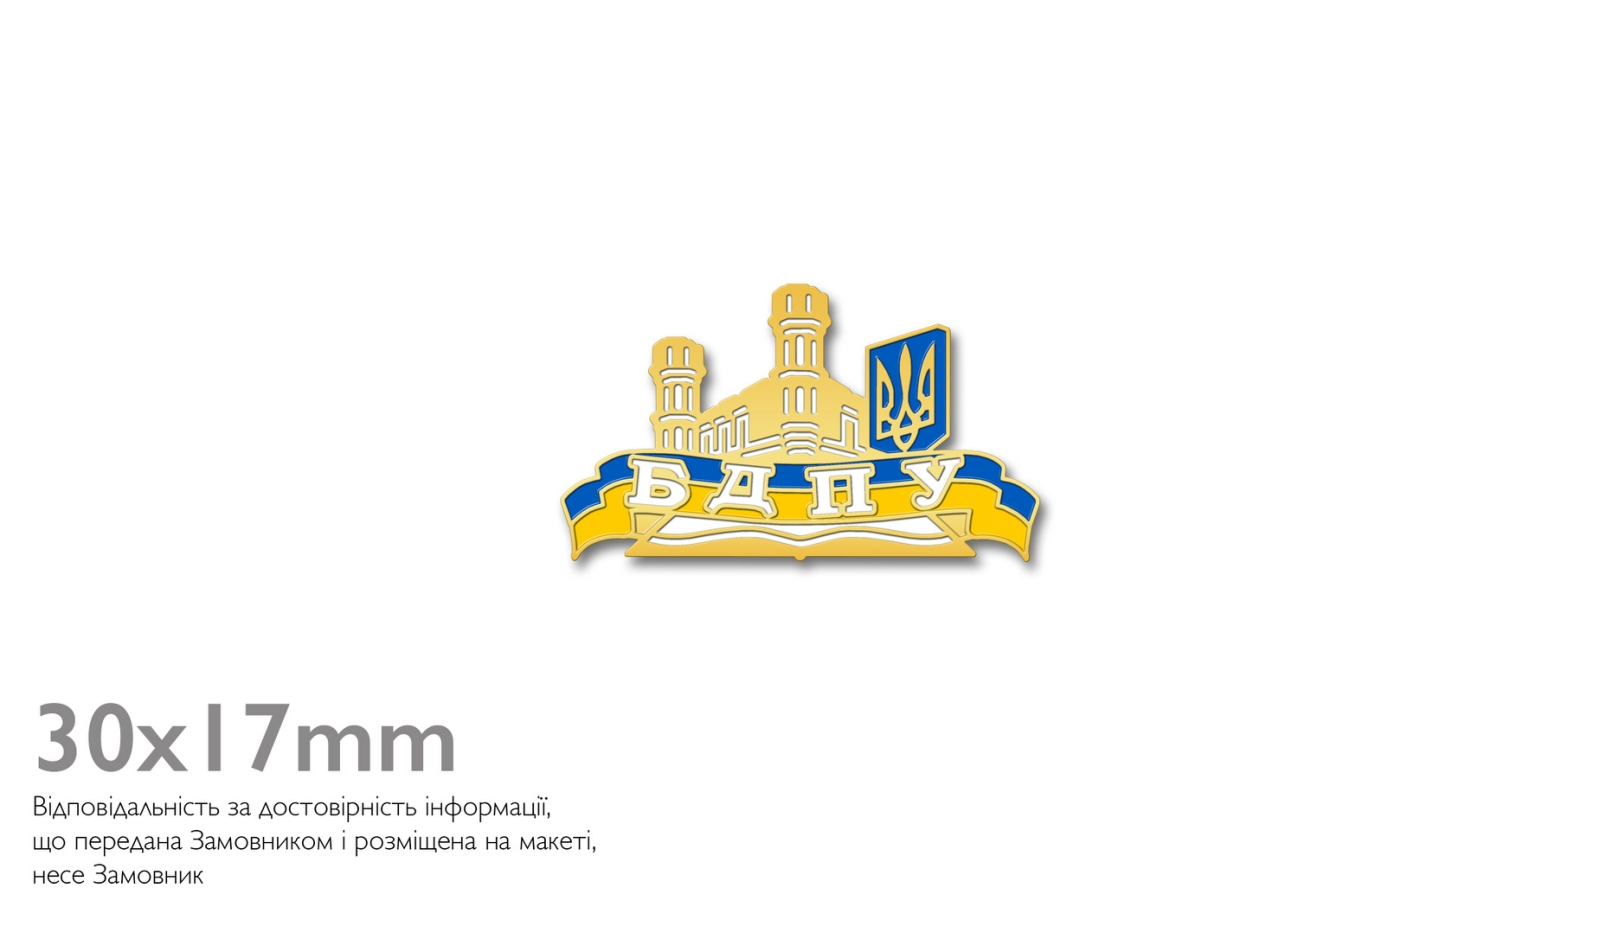 БДПУ
30x17mm
Відповідальність за достовірність інформації,
що передана Замовником і розміщена на макеті,
несе Замовник